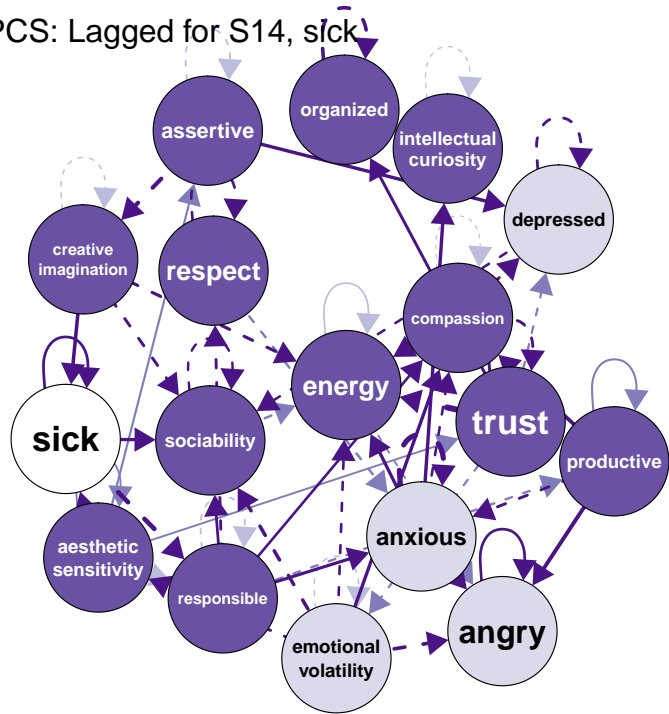 PCS: Lagged for S14, sick
organized
assertive
intellectual
curiosity
depressed
creative
imagination
respect
compassion
energy
trust
sick
sociability
productive
anxious
aesthetic
sensitivity
responsible
angry
emotional
volatility